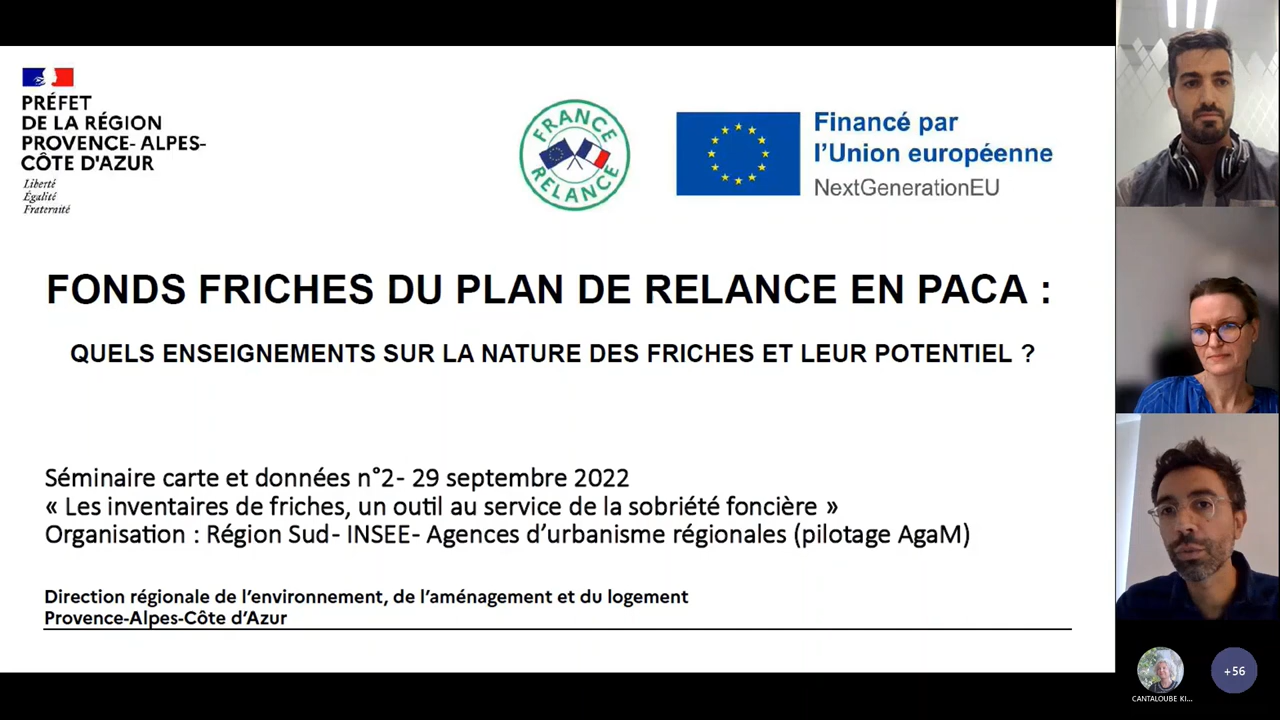 PRÉFET
DE LA RÉGION
PROVENCE- ALPES-
CÔTE D'AZUR
Liberté
Égalité
Fraternité
FRANCE
RELANCE
Financé par
l'Union européenne
NextGenerationEU
FONDS FRICHES DU PLAN DE RELANCE EN PACA :
QUELS ENSEIGNEMENTS SUR LA NATURE DES FRICHES ET LEUR POTENTIEL ?
Séminaire carte et données n°2- 29 septembre 2022
« Les inventaires de friches, un outil au service de la sobriété foncière »
Organisation : Région Sud- INSEE- Agences d'urbanisme régionales (pilotage AgaM)
Direction régionale de l'environnement, de l'aménagement et du logement
Provence-Alpes-Côte d'Azur
CANTALOUBE KI...
+56